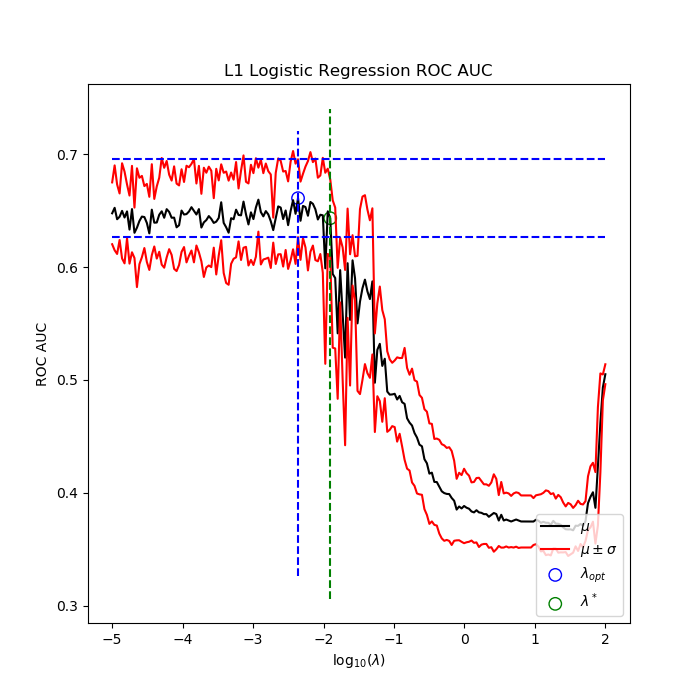 L1 Logistic Regression ROC AUC
ROC AUC
0.7
0.6
0.5
0.4
0.3
−5 −4 −3 −2 −1 0 1 2
log₁₀(λ)
μ
μ ± σ
λ_opt
λ*